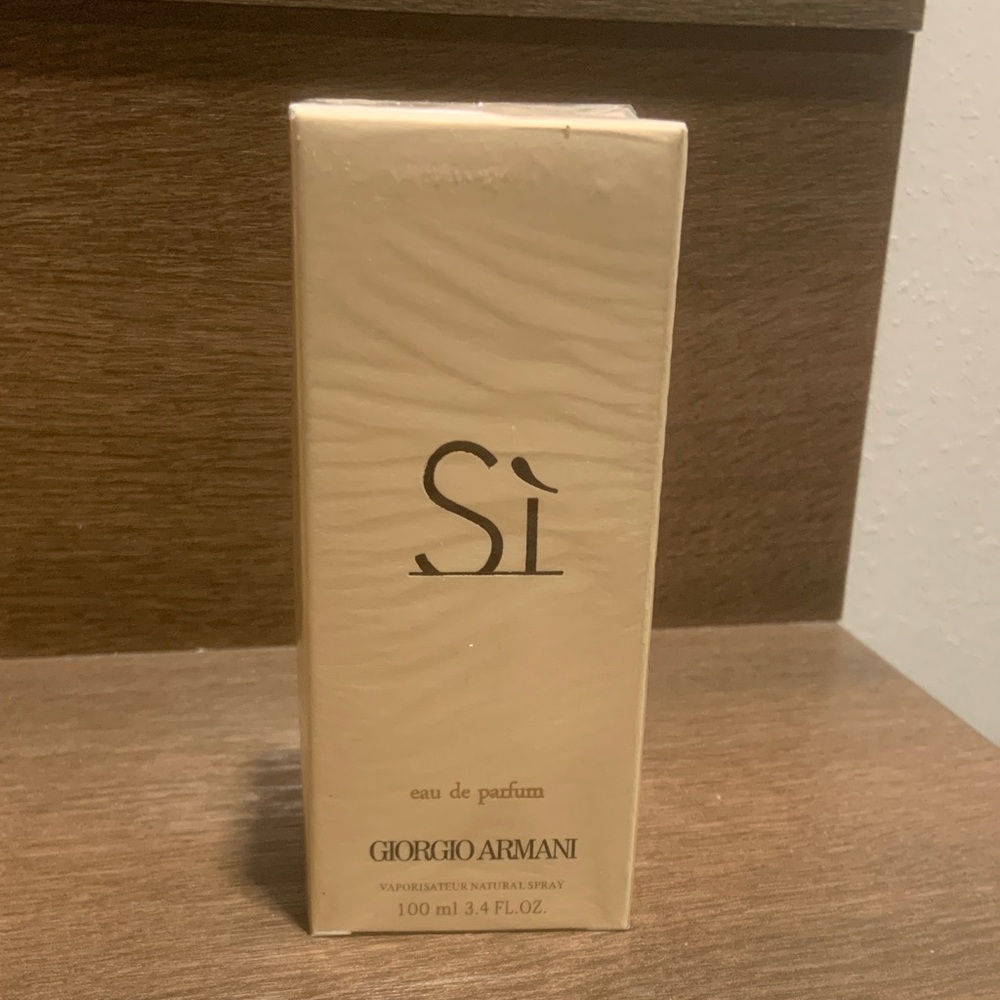 Sì
eau de parfum
GIORGIO ARMANI
VAPORISATEUR NATURAL SPRAY
100 ml 3.4 FL.OZ.